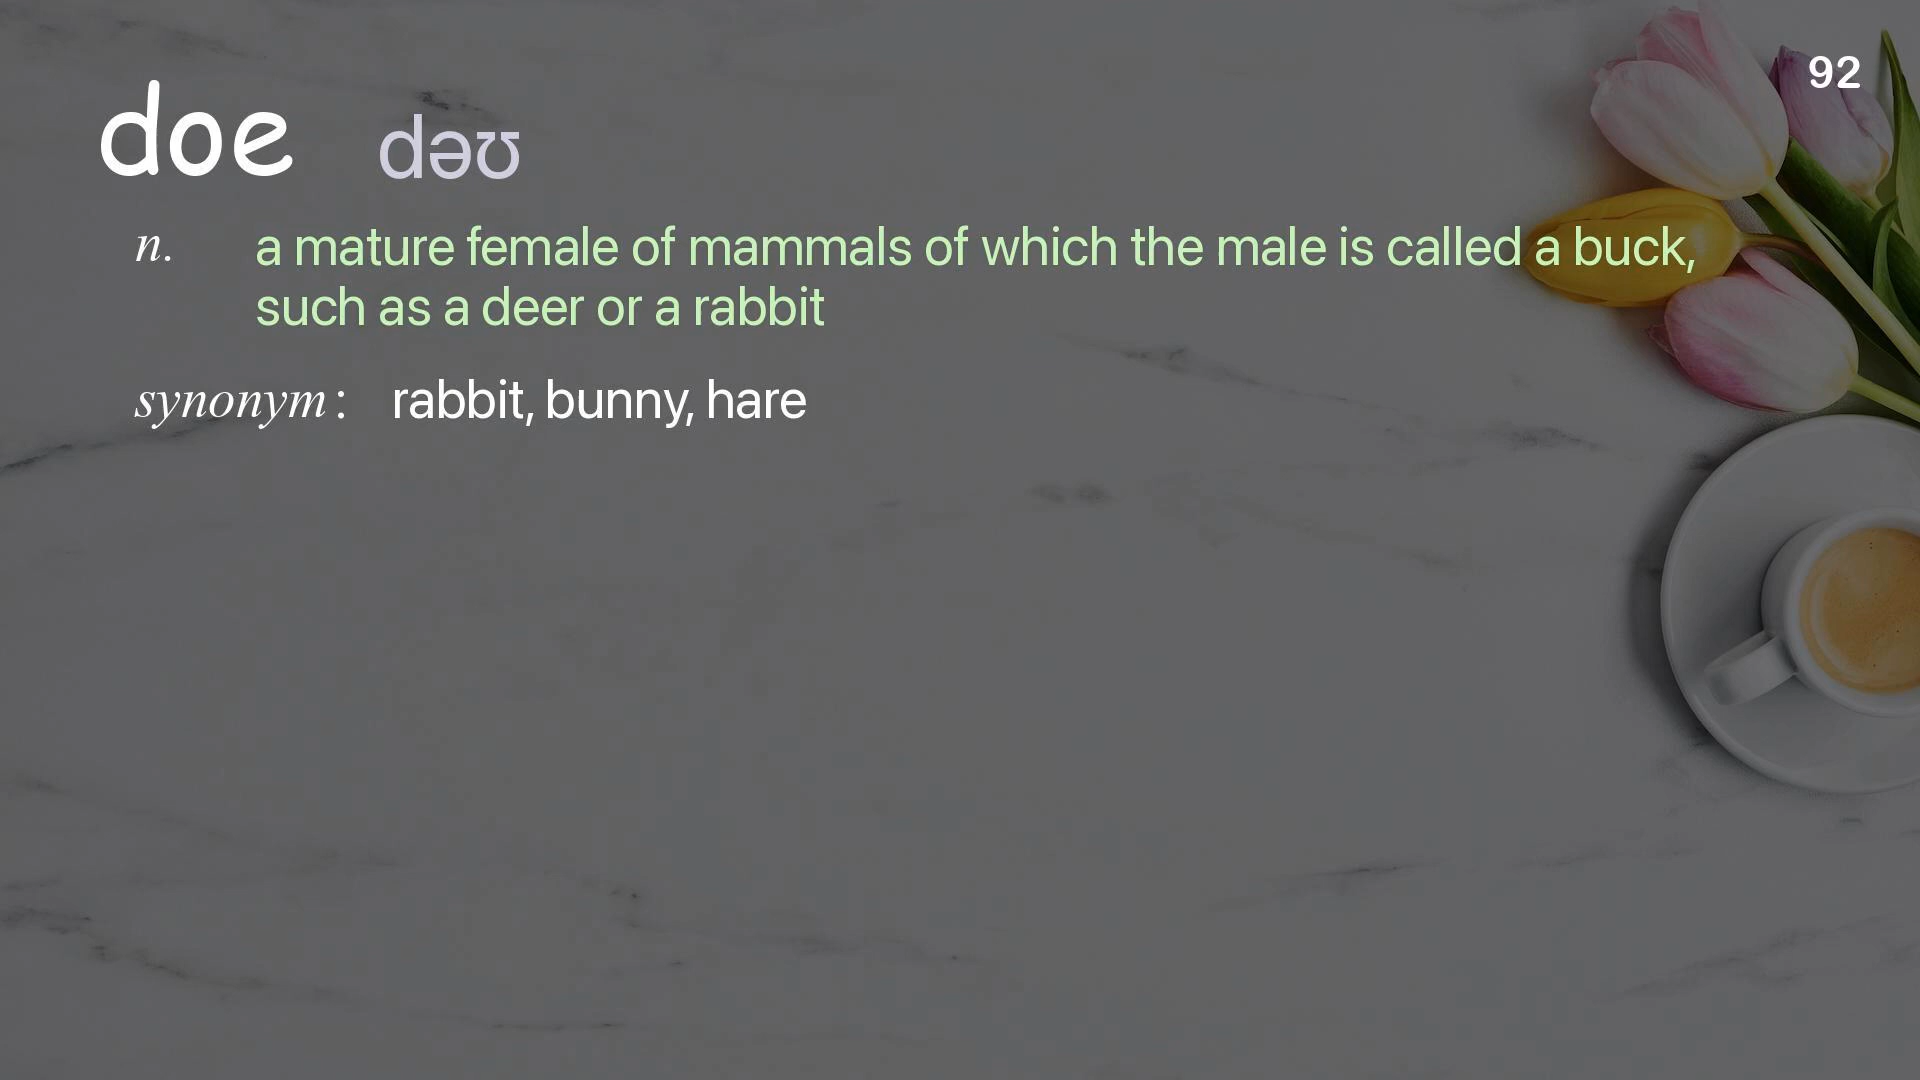 92
doe dəʊ
n. a mature female of mammals of which the male is called a buck,
such as a deer or a rabbit
synonym: rabbit, bunny, hare